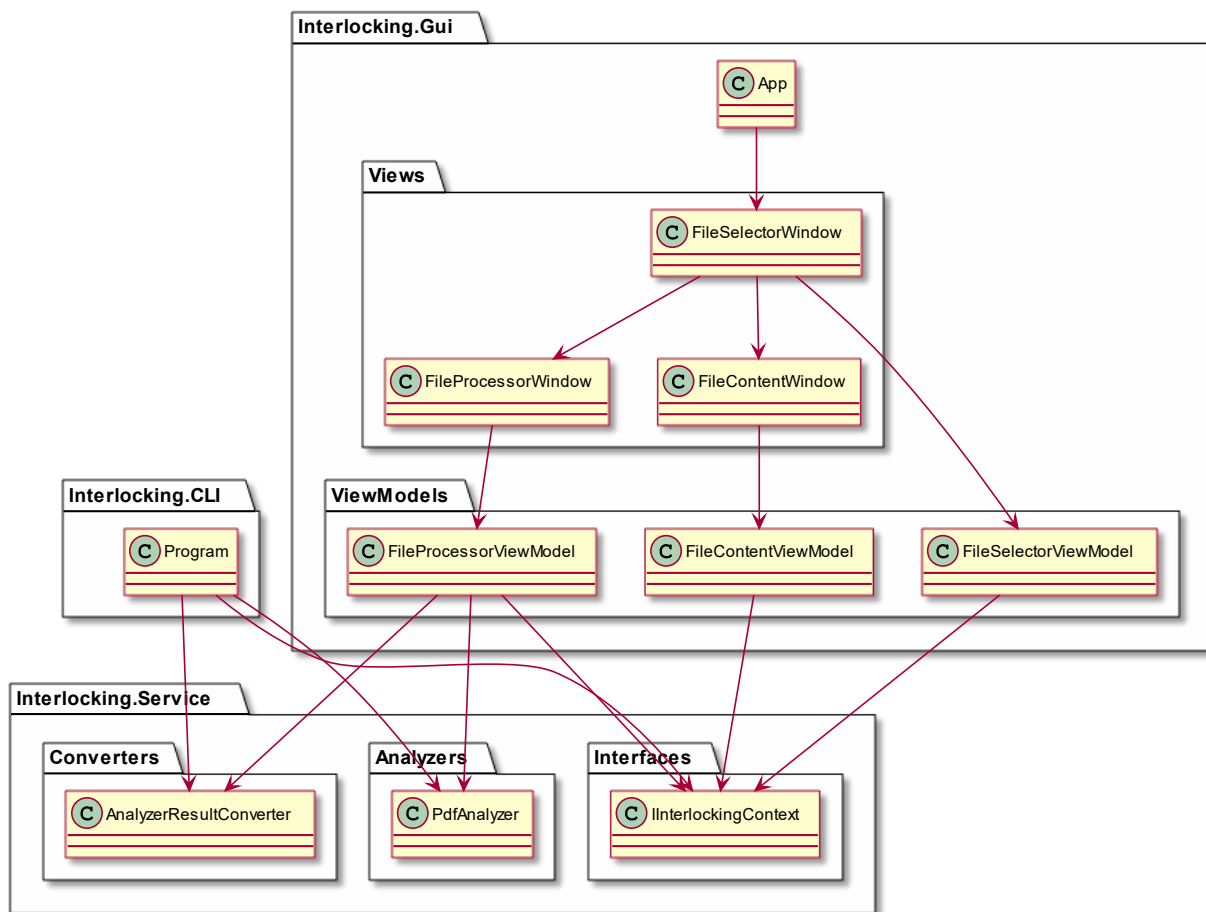 Interlocking.Gui
C App
Views
C FileSelectorWindow
C FileProcessorWindow
C FileContentWindow
Interlocking.CLI
C Program
ViewModels
C FileProcessorViewModel
C FileContentViewModel
C FileSelectorViewModel
Interlocking.Service
Converters
C AnalyzerResultConverter
Analyzers
C PdfAnalyzer
Interfaces
C IInterlockingContext